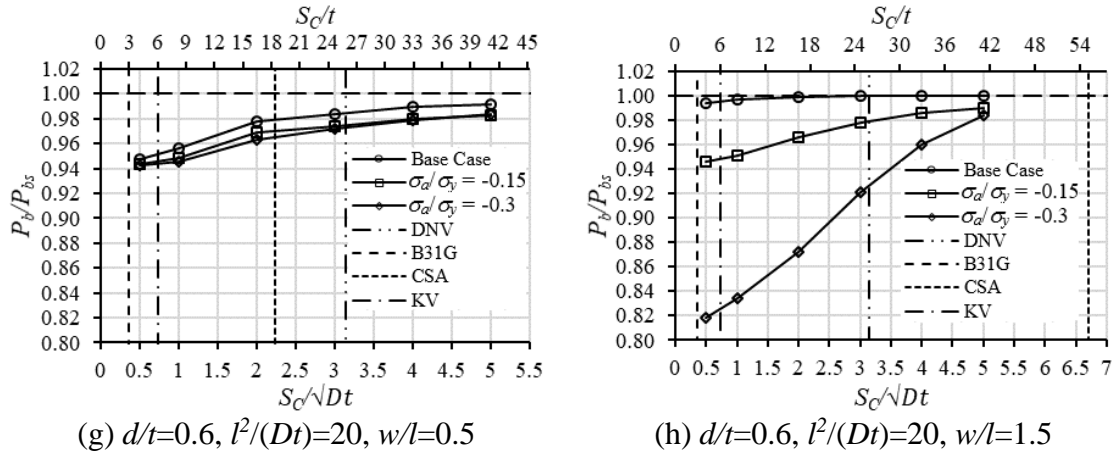 S_C/t
0 3 6 9 12 15 18 21 24 27 30 33 36 39 42 45
1.02
1.00
0.98
0.96
0.94
0.92
0.90
0.88
0.86
0.84
0.82
0.80
P_b/P_bs
Base Case
σ_a/σ_y = -0.15
σ_a/σ_y = -0.3
DNV
B31G
CSA
KV
0 0.5 1 1.5 2 2.5 3 3.5 4 4.5 5 5.5
S_C/√Dt
(g) d/t=0.6, l²/(Dt)=20, w/l=0.5
S_C/t
0 6 12 18 24 30 36 42 48 54
1.02
1.00
0.98
0.96
0.94
0.92
0.90
0.88
0.86
0.84
0.82
0.80
P_b/P_bs
Base Case
σ_a/σ_y = -0.15
σ_a/σ_y = -0.3
DNV
B31G
CSA
KV
0 0.5 1 1.5 2 2.5 3 3.5 4 4.5 5 5.5 6 6.5 7
S_C/√Dt
(h) d/t=0.6, l²/(Dt)=20, w/l=1.5